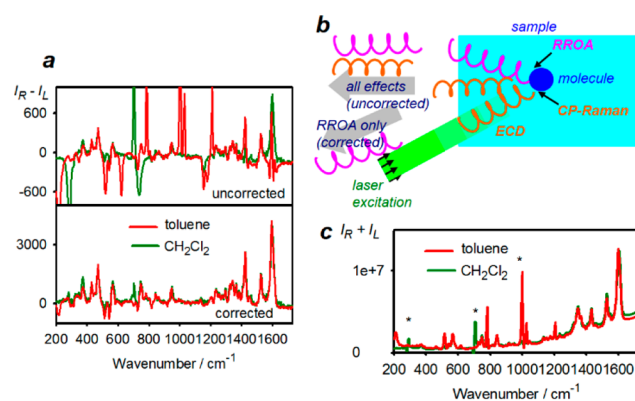 a
I_R - I_L
600
0
-600
uncorrected
3000
0
toluene
CH2Cl2
corrected
200 400 600 800 1000 1200 1400 1600
Wavenumber / cm-1
b
sample
RROA
molecule
CP-Raman
all effects
(uncorrected)
RROA only
(corrected)
ECD
laser
excitation
c
I_R + I_L
1e+7
0
toluene
CH2Cl2
*
*
*
200 400 600 800 1000 1200 1400 1600
Wavenumber / cm-1